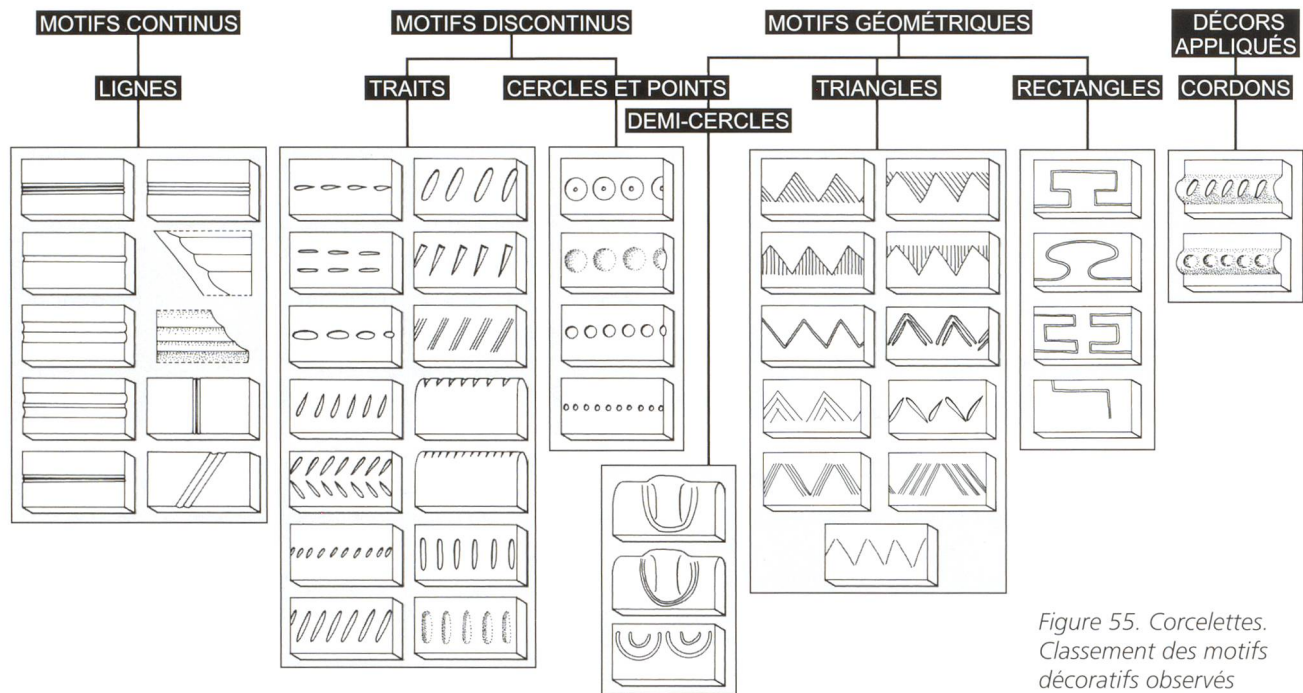 MOTIFS CONTINUS
MOTIFS DISCONTINUS
MOTIFS GÉOMÉTRIQUES
DÉCORS
APPLIQUÉS
LIGNES
TRAITS
CERCLES ET POINTS
TRIANGLES
RECTANGLES
CORDONS
DEMI-CERCLES
Figure 55. Corcelettes.
Classement des motifs
décoratifs observés